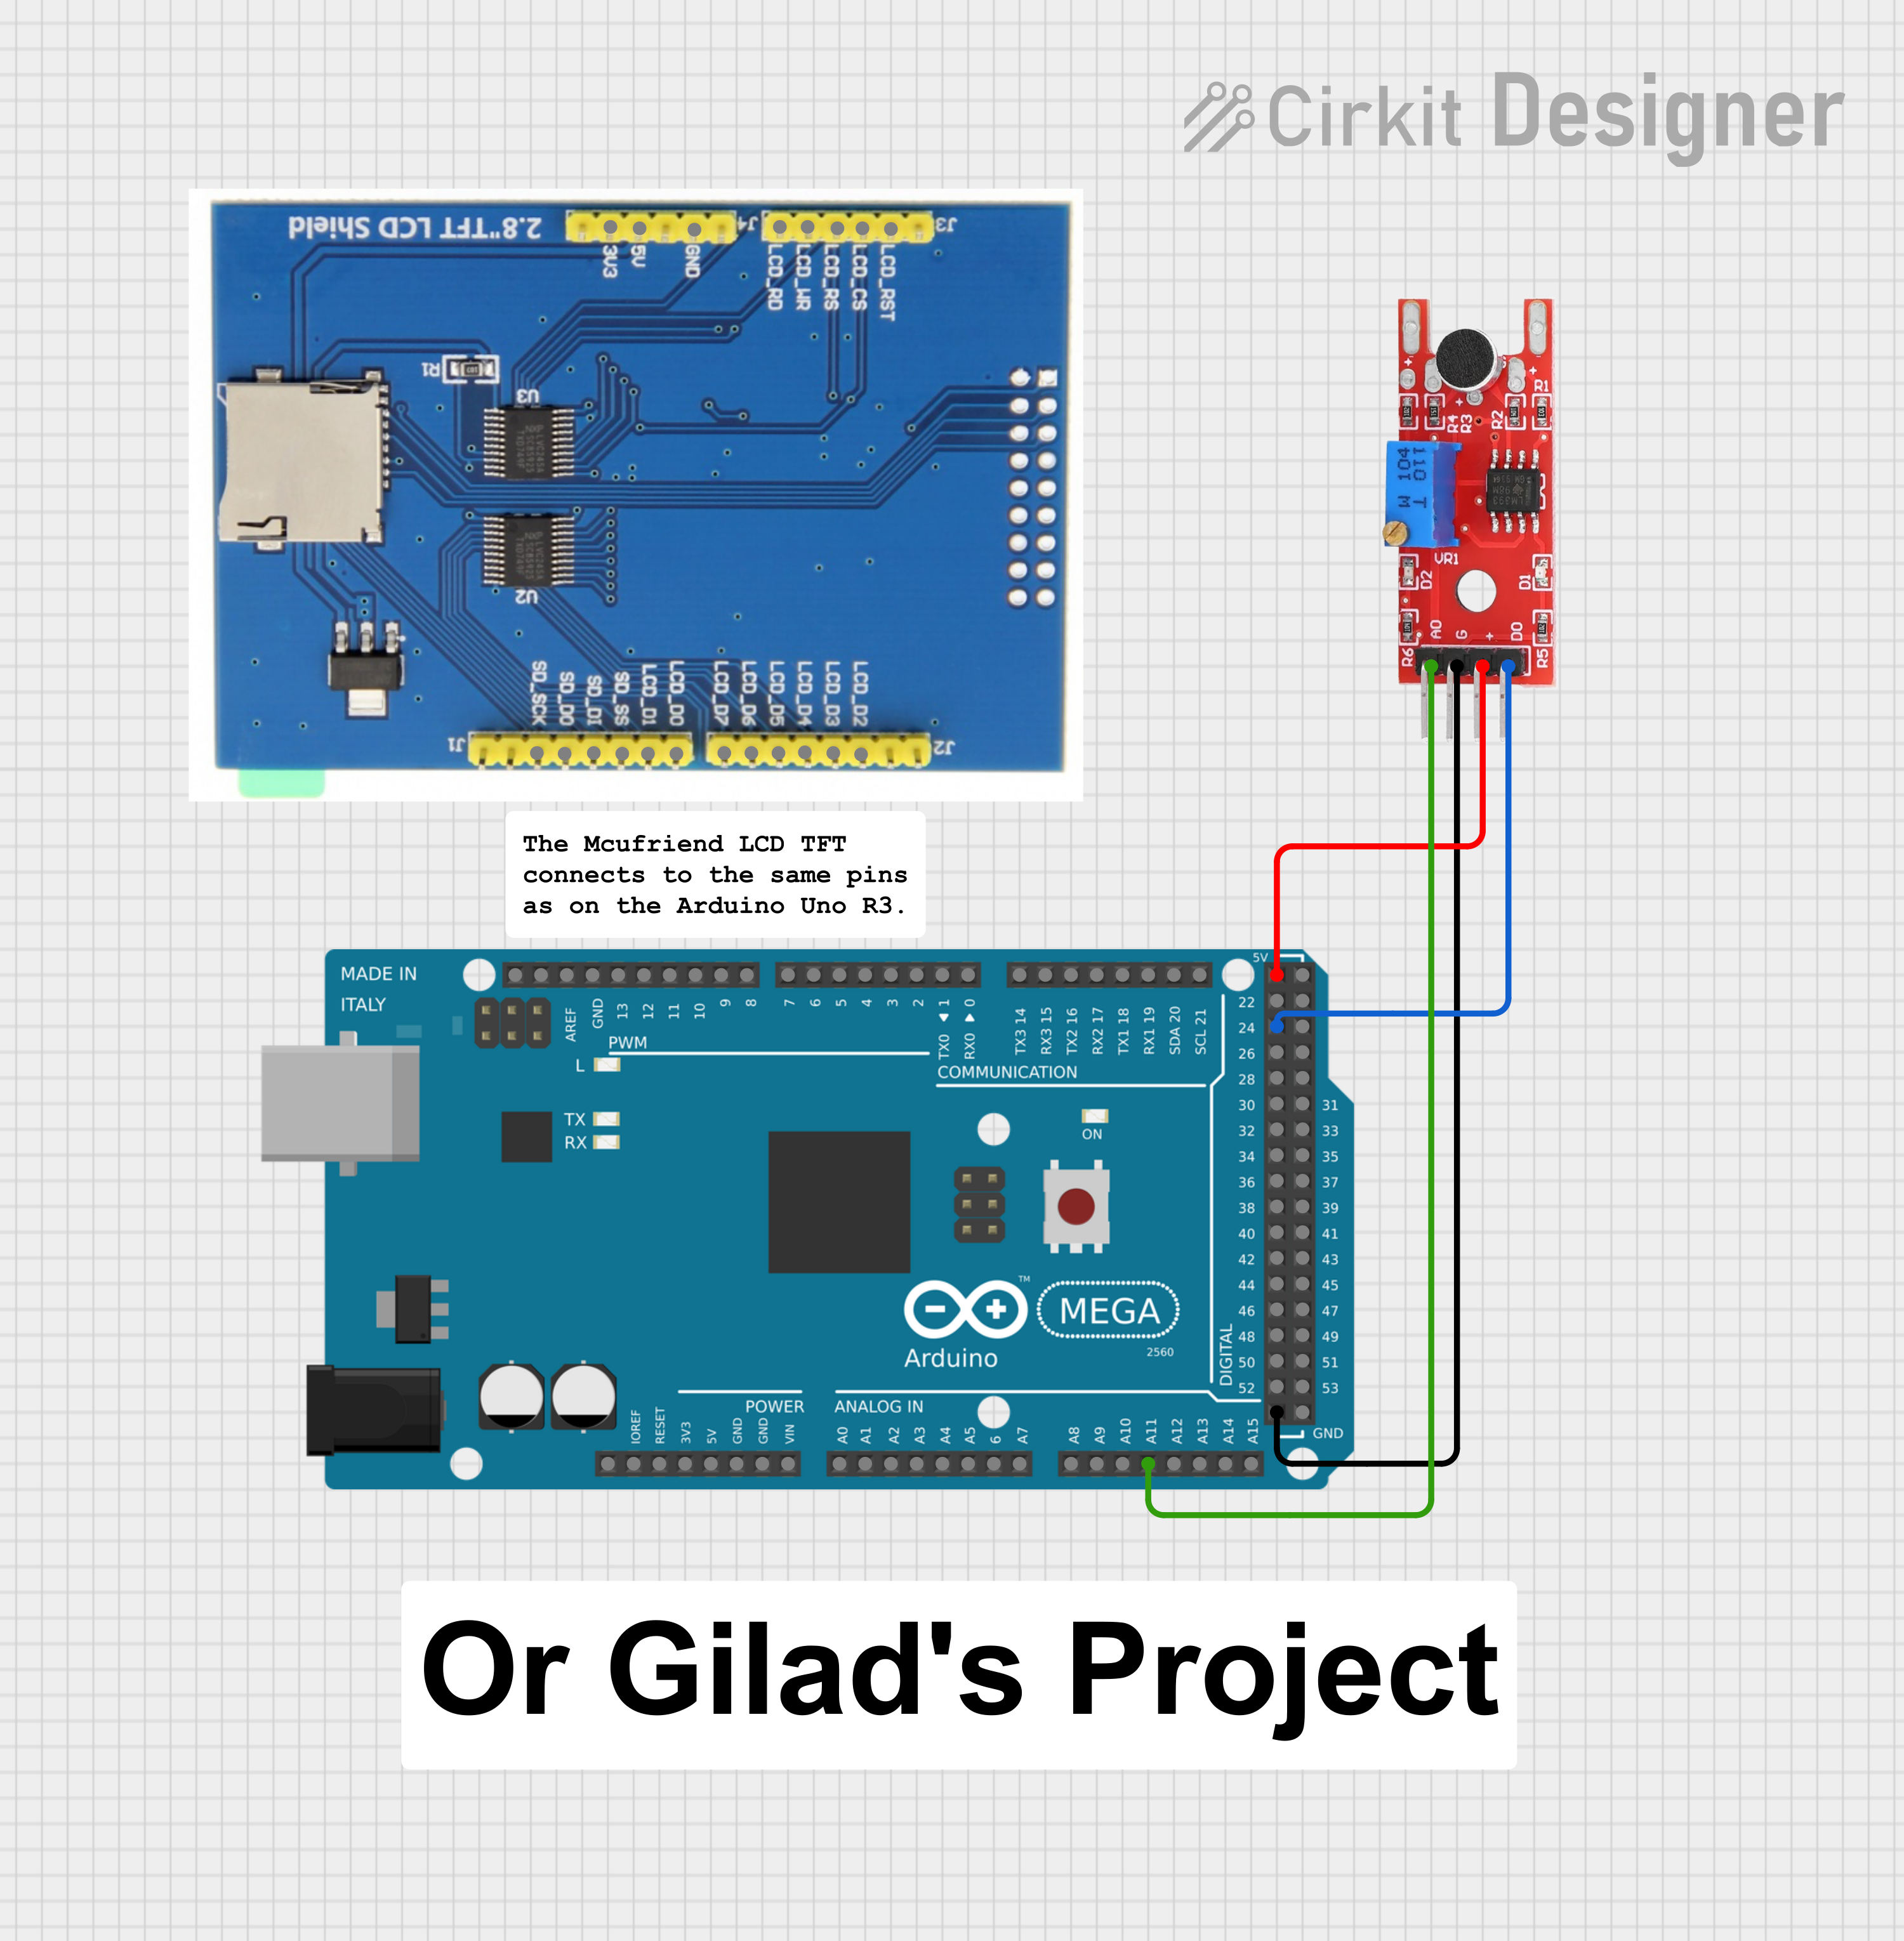 Cirkit Designer
2.8"TFT LCD Shield
J4
J3
3V3
5V
GND
LCD_RD
LCD_WR
LCD_RS
LCD_CS
LCD_RST
R1
U3
U2
SD_SCK
SD_D0
SD_DI
SD_SS
LCD_D1
LCD_D0
LCD_D7
LCD_D6
LCD_D5
LCD_D4
LCD_D3
LCD_D2
J1
J2
+
+
R1
R4
R3
+
R2
104
110
M
T
VR1
D2
D1
R6
AO
G
+
DO
R5
The Mcufriend LCD TFT
connects to the same pins
as on the Arduino Uno R3.
MADE IN
ITALY
AREF
GND
13
12
11
10
9
8
7
6
5
4
3
2
TX0 1
RX0 0
TX3 14
RX3 15
TX2 16
RX2 17
TX1 18
RX1 19
SDA 20
SCL 21
5V
PWM
L
COMMUNICATION
TX
RX
ON
22
24
26
28
30 31
32 33
34 35
36 37
38 39
40 41
42 43
44 45
46 47
48 49
50 51
52 53
GND
DIGITAL
MEGA
TM
Arduino
2560
POWER
ANALOG IN
IOREF
RESET
3V3
5V
GND
GND
VIN
A0
A1
A2
A3
A4
A5
6
A7
A8
A9
A10
A11
A12
A13
A14
A15
Or Gilad's Project